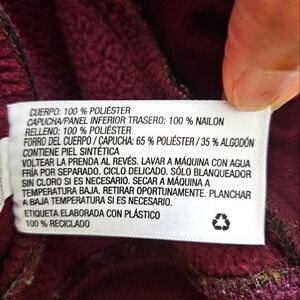 CUERPO: 100 % POLIÉSTER
CAPUCHA/PANEL INFERIOR TRASERO: 100 % NAILON
RELLENO: 100 % POLIÉSTER
FORRO DEL CUERPO / CAPUCHA: 65 % POLIÉSTER / 35 % ALGODÓN
CONTIENE PIEL SINTÉTICA
VOLTEAR LA PRENDA AL REVÉS. LAVAR A MÁQUINA CON AGUA
FRÍA POR SEPARADO. CICLO DELICADO. SÓLO BLANQUEADOR
SIN CLORO SI ES NECESARIO. SECAR A MÁQUINA A
TEMPERATURA BAJA. RETIRAR OPORTUNAMENTE. PLANCHAR
A BAJA TEMPERATURA SI ES NECESARIO.
ETIQUETA ELABORADA CON PLÁSTICO
100 % RECICLADO